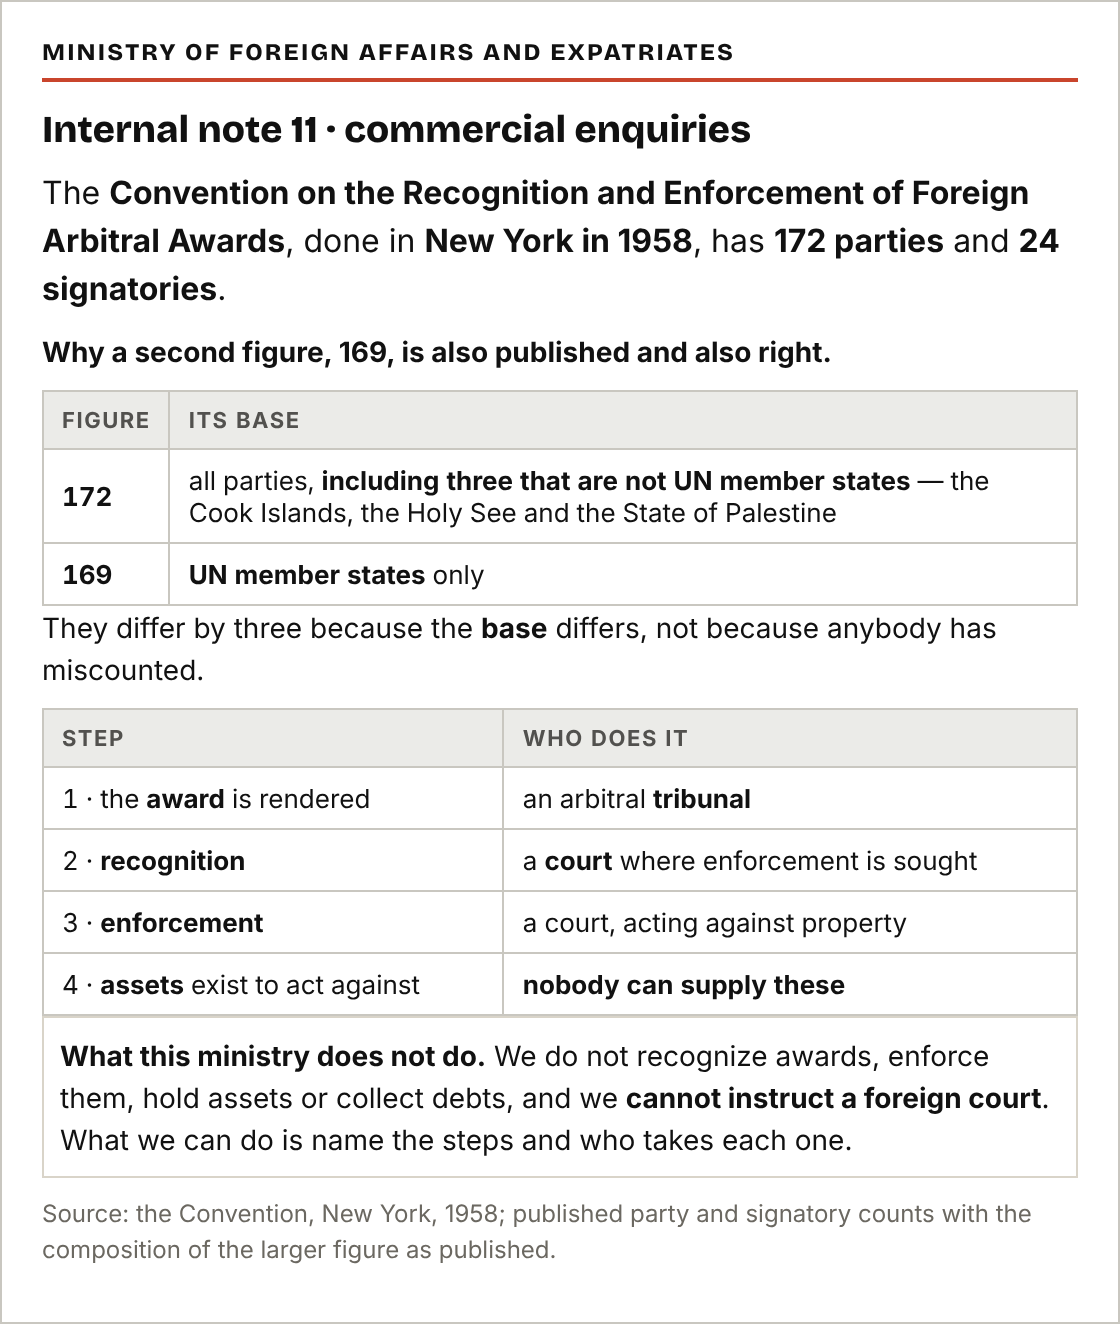 MINISTRY OF FOREIGN AFFAIRS AND EXPATRIATES
Internal note 11 · commercial enquiries
The Convention on the Recognition and Enforcement of Foreign
Arbitral Awards, done in New York in 1958, has 172 parties and 24
signatories.
Why a second figure, 169, is also published and also right.
FIGURE ITS BASE
172 all parties, including three that are not UN member states — the
Cook Islands, the Holy See and the State of Palestine
169 UN member states only
They differ by three because the base differs, not because anybody has
miscounted.
STEP WHO DOES IT
1 · the award is rendered an arbitral tribunal
2 · recognition a court where enforcement is sought
3 · enforcement a court, acting against property
4 · assets exist to act against nobody can supply these
What this ministry does not do. We do not recognize awards, enforce
them, hold assets or collect debts, and we cannot instruct a foreign court.
What we can do is name the steps and who takes each one.
Source: the Convention, New York, 1958; published party and signatory counts with the
composition of the larger figure as published.